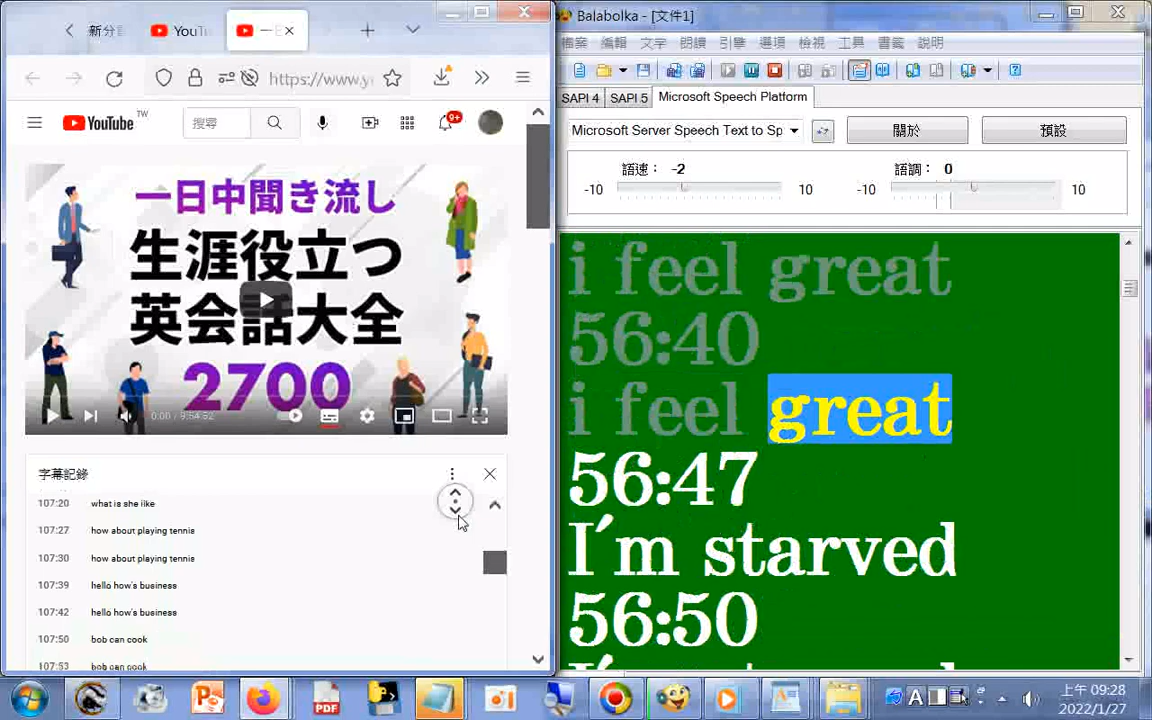 新分
YouT
一
https://www.y
YouTube TW
搜尋
9+
一日中聞き流し
生涯役立つ
英会話大全
2700
0:00 / 9:54:52
字幕記錄
107:20 what is she like
107:27 how about playing tennis
107:30 how about playing tennis
107:39 hello how's business
107:42 hello how's business
107:50 bob can cook
107:53 bob can cook
Balabolka - [文件1]
檔案 編輯 文字 朗讀 引擎 選項 檢視 工具 書籤 說明
SAPI 4 SAPI 5 Microsoft Speech Platform
Microsoft Server Speech Text to Sp
關於
預設
語速： -2
語調： 0
-10 10
-10 10
i feel great
56:40
i feel great
56:47
I'm starved
56:50
I'm starved
PDF
A
上午 09:28
2022/1/27